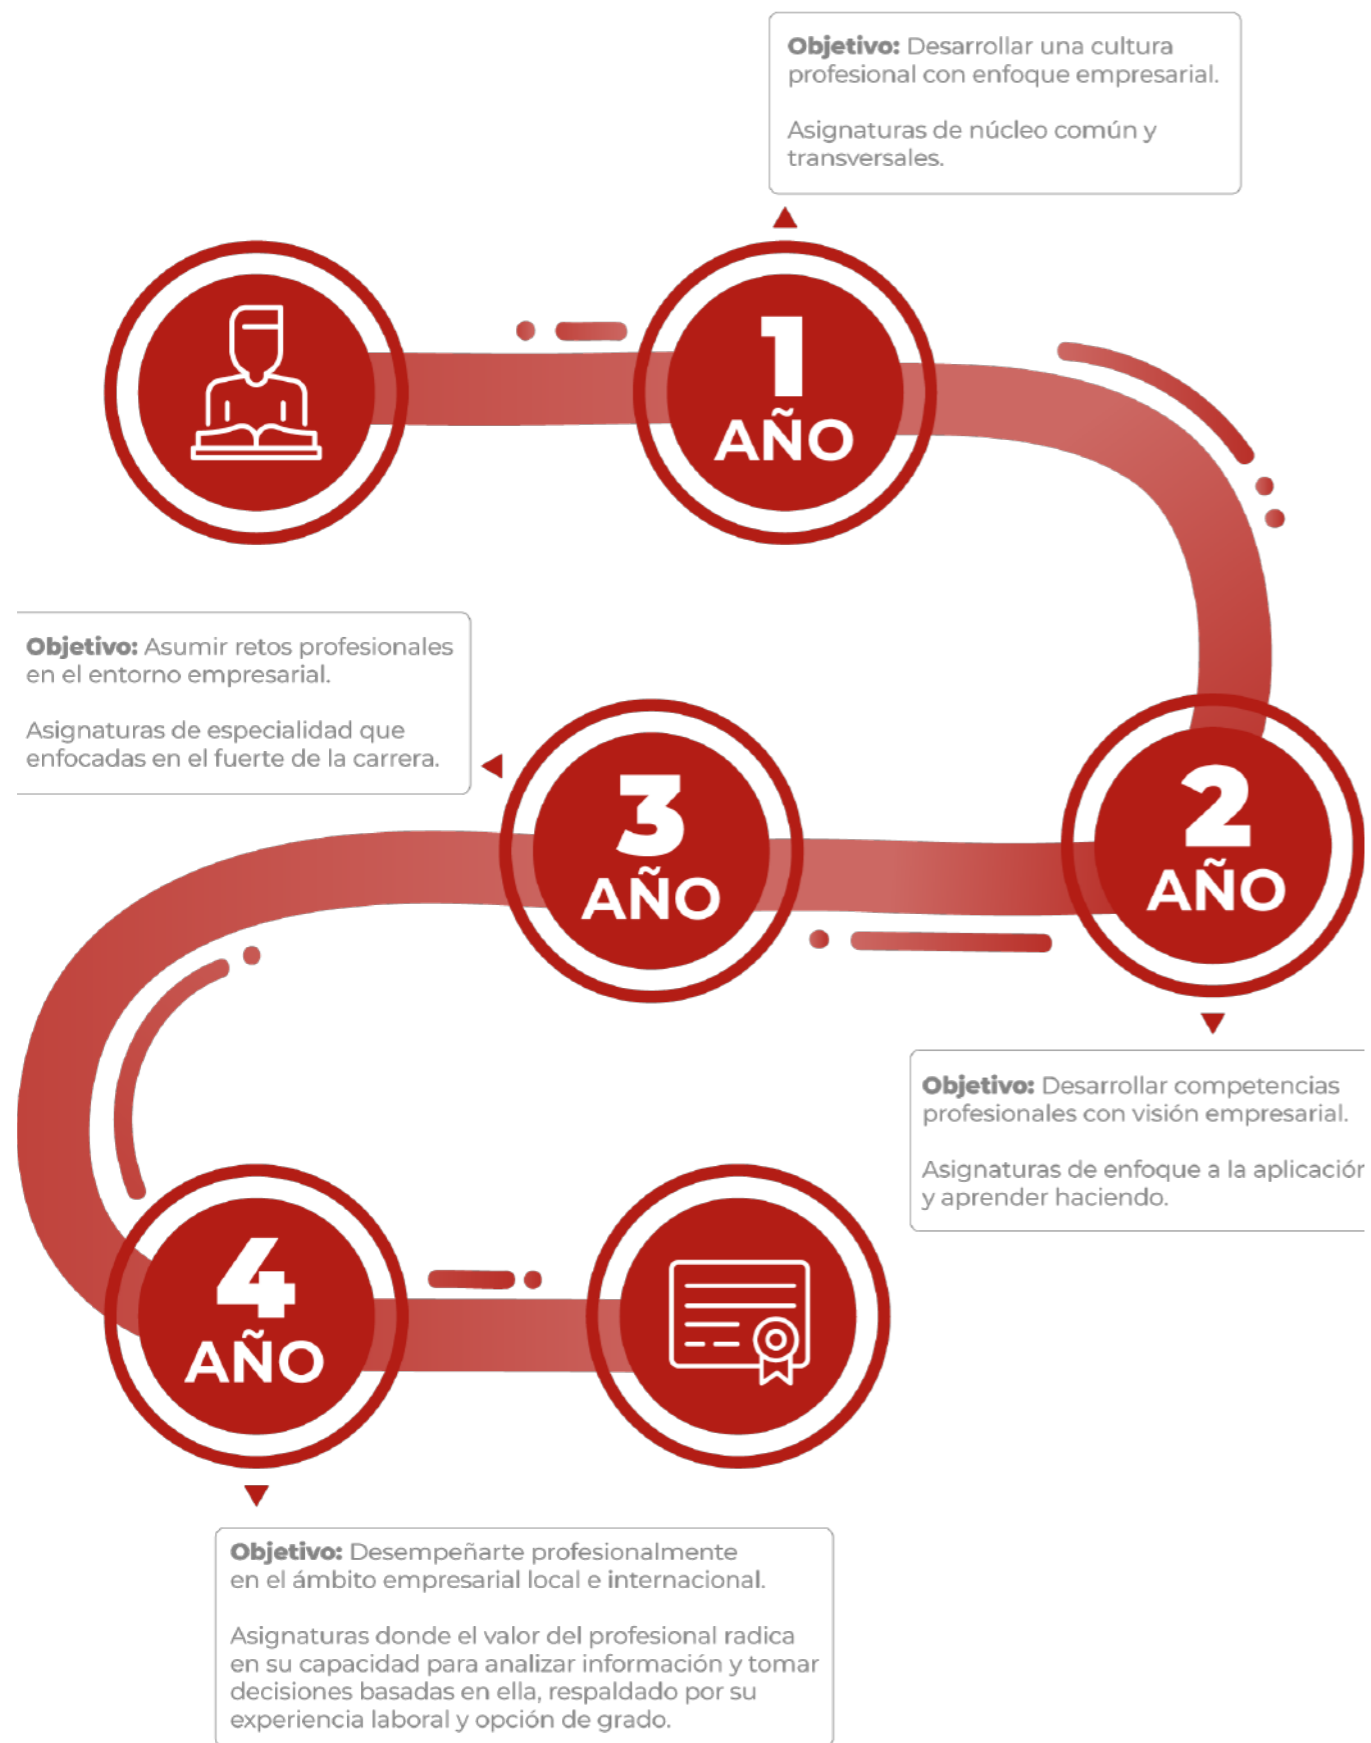 Objetivo: Desarrollar una cultura
profesional con enfoque empresarial.
Asignaturas de núcleo común y
transversales.
1
AÑO
2
AÑO
Objetivo: Desarrollar competencias
profesionales con visión empresarial.
Asignaturas de enfoque a la aplicación
y aprender haciendo.
Objetivo: Asumir retos profesionales
en el entorno empresarial.
Asignaturas de especialidad que
enfocadas en el fuerte de la carrera.
3
AÑO
4
AÑO
Objetivo: Desempeñarte profesionalmente
en el ámbito empresarial local e internacional.
Asignaturas donde el valor del profesional radica
en su capacidad para analizar información y tomar
decisiones basadas en ella, respaldado por su
experiencia laboral y opción de grado.